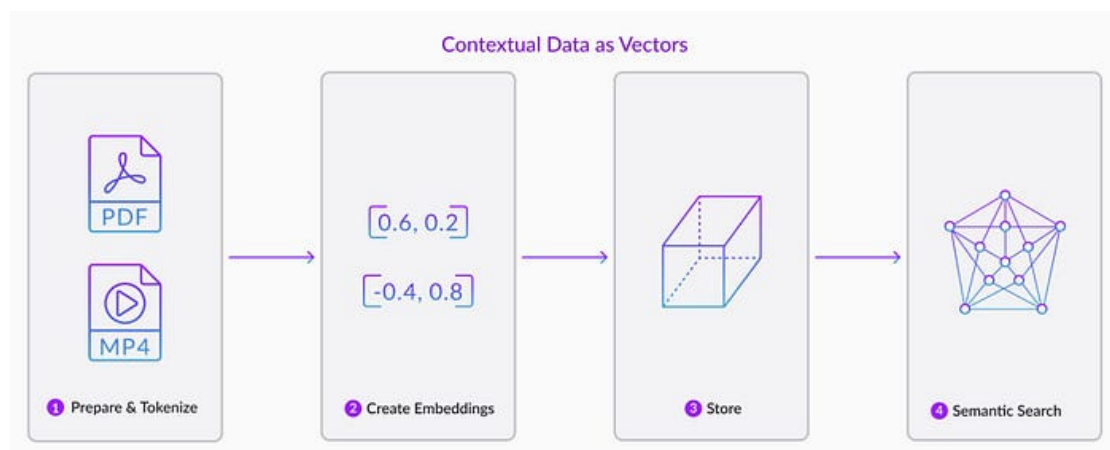 Contextual Data as Vectors
PDF
MP4
1 Prepare & Tokenize
[0.6, 0.2]
[-0.4, 0.8]
2 Create Embeddings
3 Store
4 Semantic Search